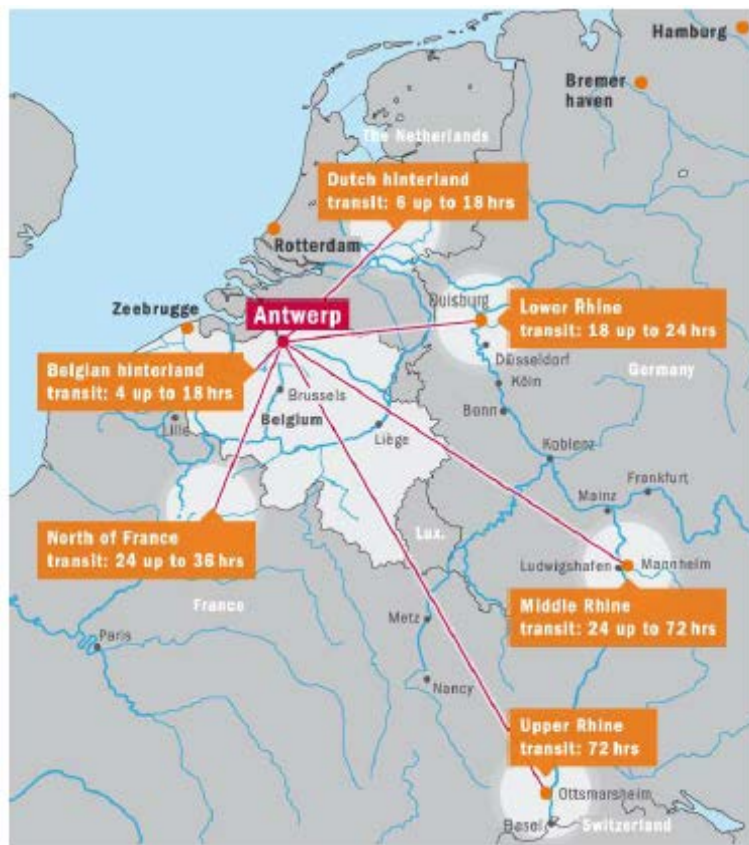 Hamburg
Bremer
haven
The Netherlands
Dutch hinterland
transit: 6 up to 18 hrs
Rotterdam
Zeebrugge
Antwerp
Duisburg
Lower Rhine
transit: 18 up to 24 hrs
Düsseldorf
Germany
Belgian hinterland
transit: 4 up to 18 hrs
Köln
Brussels
Bonn
Belgium
Lille
Liège
Koblenz
Frankfurt
Mainz
North of France
transit: 24 up to 36 hrs
Lux.
Ludwigshafen
Mannheim
France
Middle Rhine
transit: 24 up to 72 hrs
Metz
Paris
Nancy
Upper Rhine
transit: 72 hrs
Ottsmarsheim
Basel
Switzerland